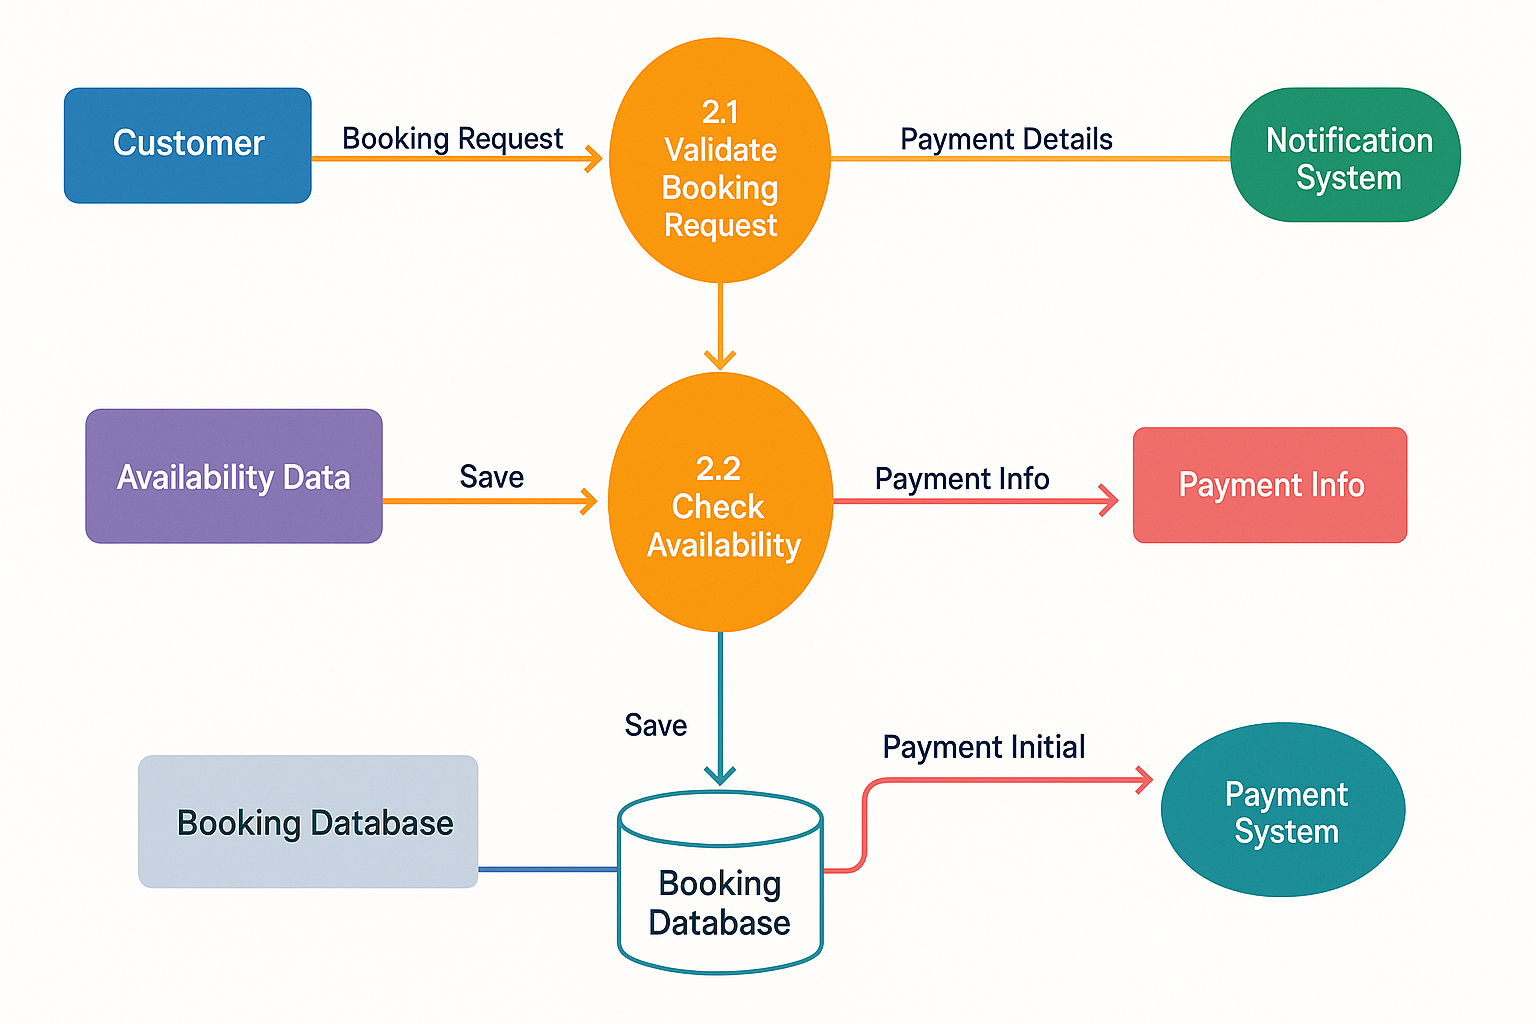 Customer
Booking Request
2.1
Validate
Booking
Request
Payment Details
Notification
System
Availability Data
Save
2.2
Check
Availability
Payment Info
Payment Info
Save
Booking Database
Booking
Database
Payment Initial
Payment
System